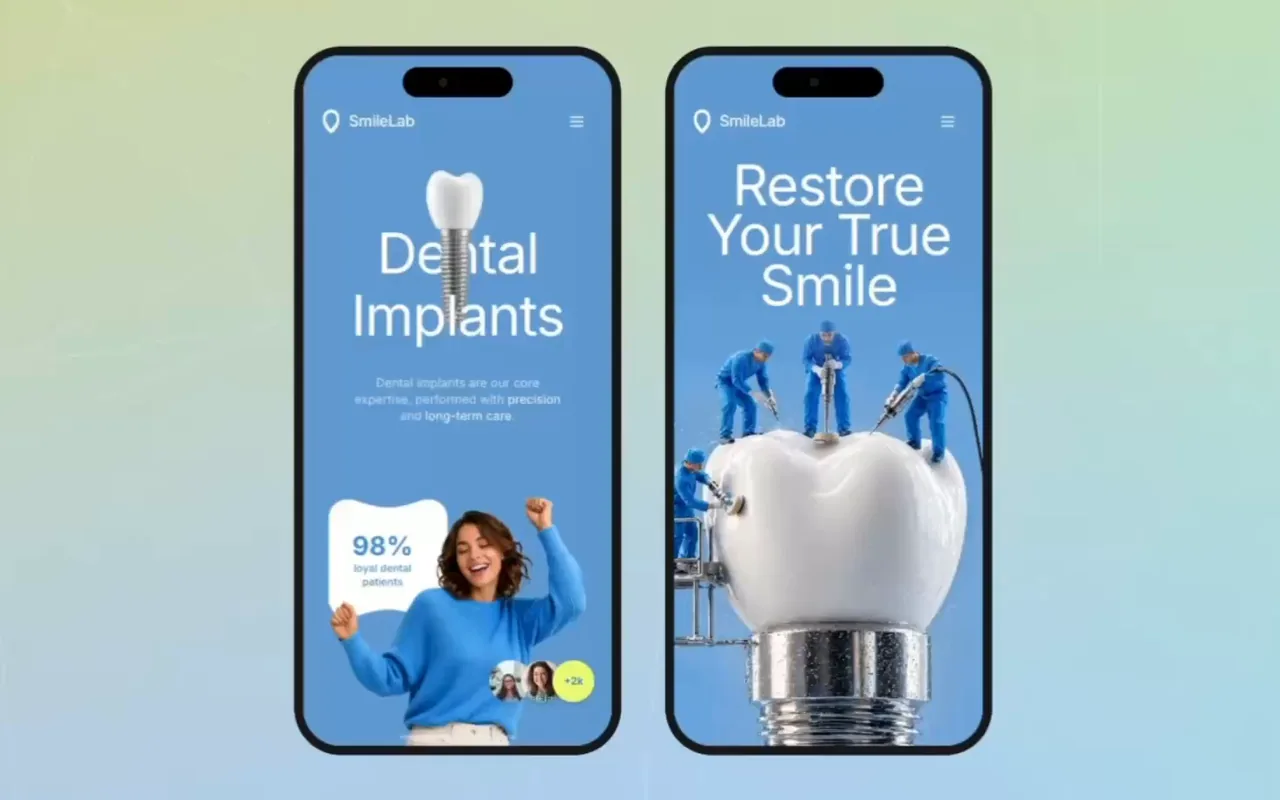 SmileLab
Dental
Implants
Dental implants are our core
expertise, performed with precision
and long-term care.
98%
loyal dental
patients
+2k
SmileLab
Restore
Your True
Smile